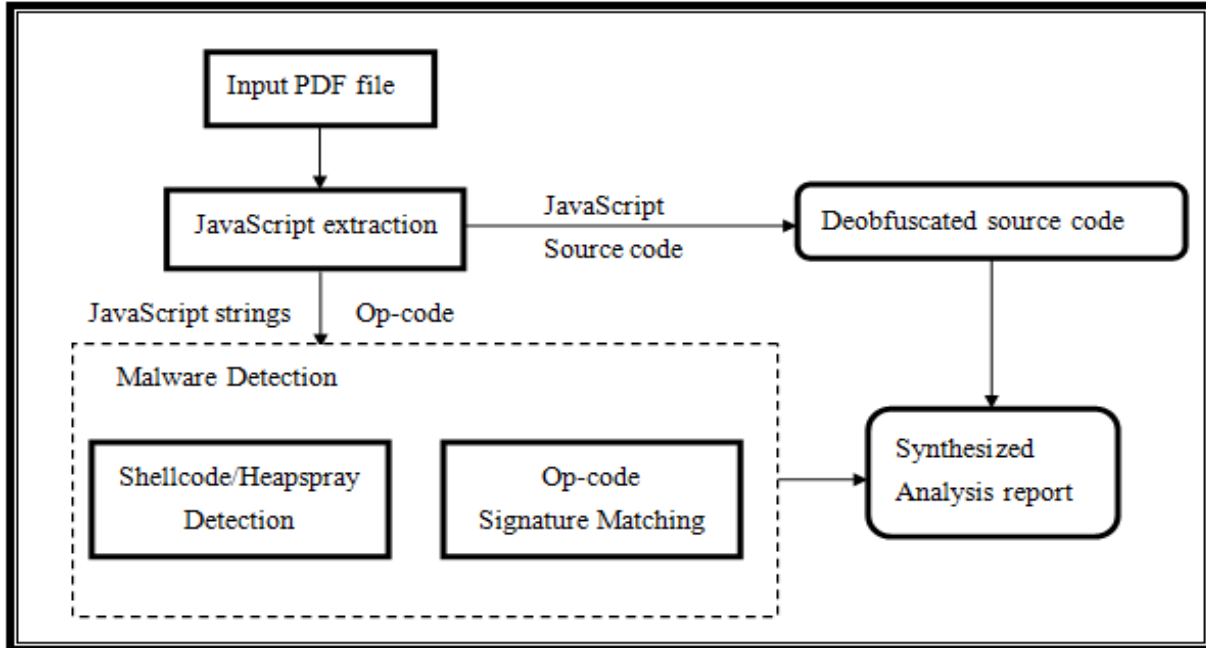 Input PDF file
JavaScript extraction
JavaScript
Source code
Deobfuscated source code
JavaScript strings
Op-code
Malware Detection
Shellcode/Heapspray
Detection
Op-code
Signature Matching
Synthesized
Analysis report